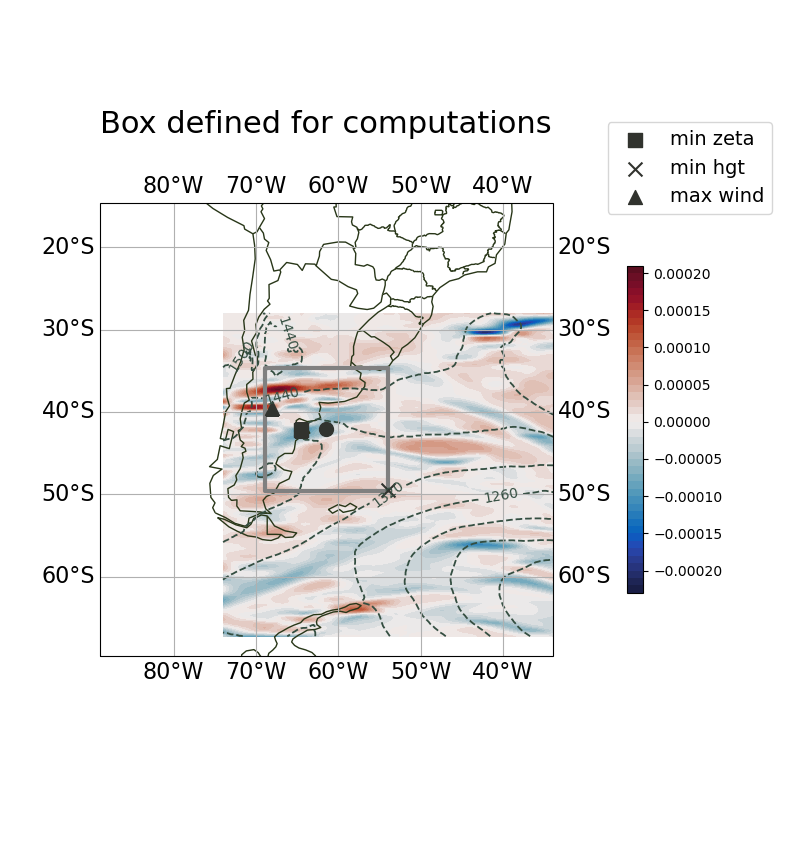 Box defined for computations
min zeta
min hgt
max wind
80°W 70°W 60°W 50°W 40°W
20°S 20°S
30°S 30°S
40°S 40°S
50°S 50°S
60°S 60°S
80°W 70°W 60°W 50°W 40°W
1440
1440
1260
0.00020
0.00015
0.00010
0.00005
0.00000
−0.00005
−0.00010
−0.00015
−0.00020